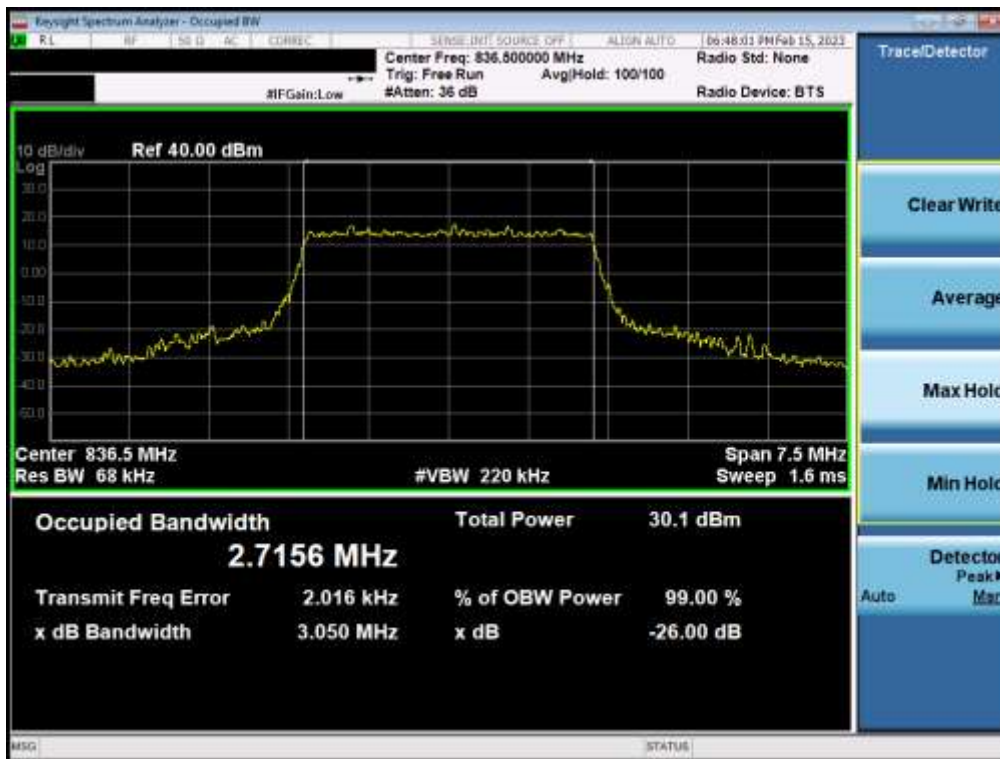 Keysight Spectrum Analyzer - Occupied BW
RL RF 50 Ω AC CORREC SENSE:INT SOURCE OFF ALIGN AUTO 06:48:01 PM Feb 15, 2023
Center Freq: 836.500000 MHz Radio Std: None
Trig: Free Run Avg|Hold: 100/100
#IFGain:Low #Atten: 36 dB Radio Device: BTS
10 dB/div Ref 40.00 dBm
Log
30.0
20.0
10.0
0.00
-10.0
-20.0
-30.0
-40.0
-50.0
Center 836.5 MHz Span 7.5 MHz
Res BW 68 kHz #VBW 220 kHz Sweep 1.6 ms
Occupied Bandwidth Total Power 30.1 dBm
2.7156 MHz
Transmit Freq Error 2.016 kHz % of OBW Power 99.00 %
x dB Bandwidth 3.050 MHz x dB -26.00 dB
MSG STATUS
Trace/Detector
Clear Write
Average
Max Hold
Min Hold
Detector
Peak
Auto Man